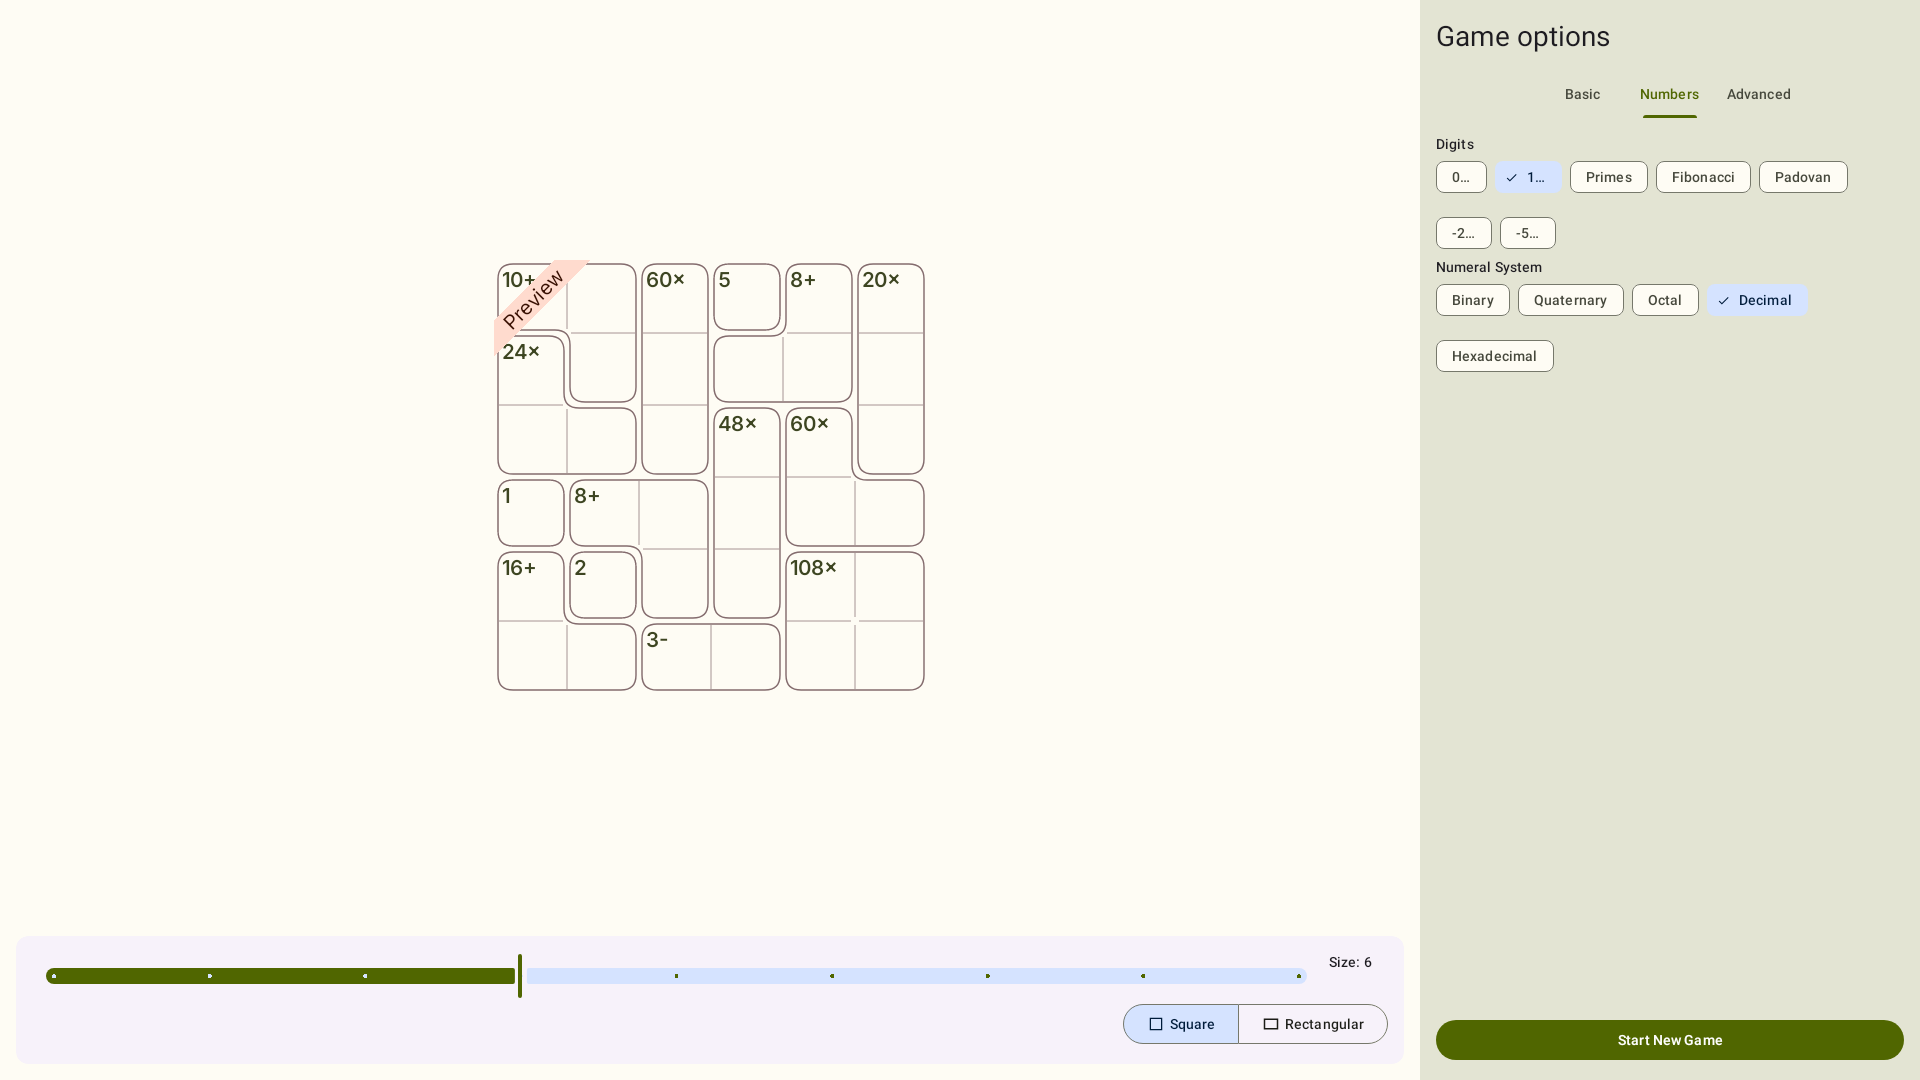 Game options
Basic Numbers Advanced
Digits
0… 1… Primes Fibonacci Padovan
-2… -5…
Numeral System
Binary Quaternary Octal Decimal
Hexadecimal
10+ 60× 5 8+ 20×
Preview
24×
48× 60×
1 8+
16+ 2 108×
3-
Size: 6
Square Rectangular
Start New Game